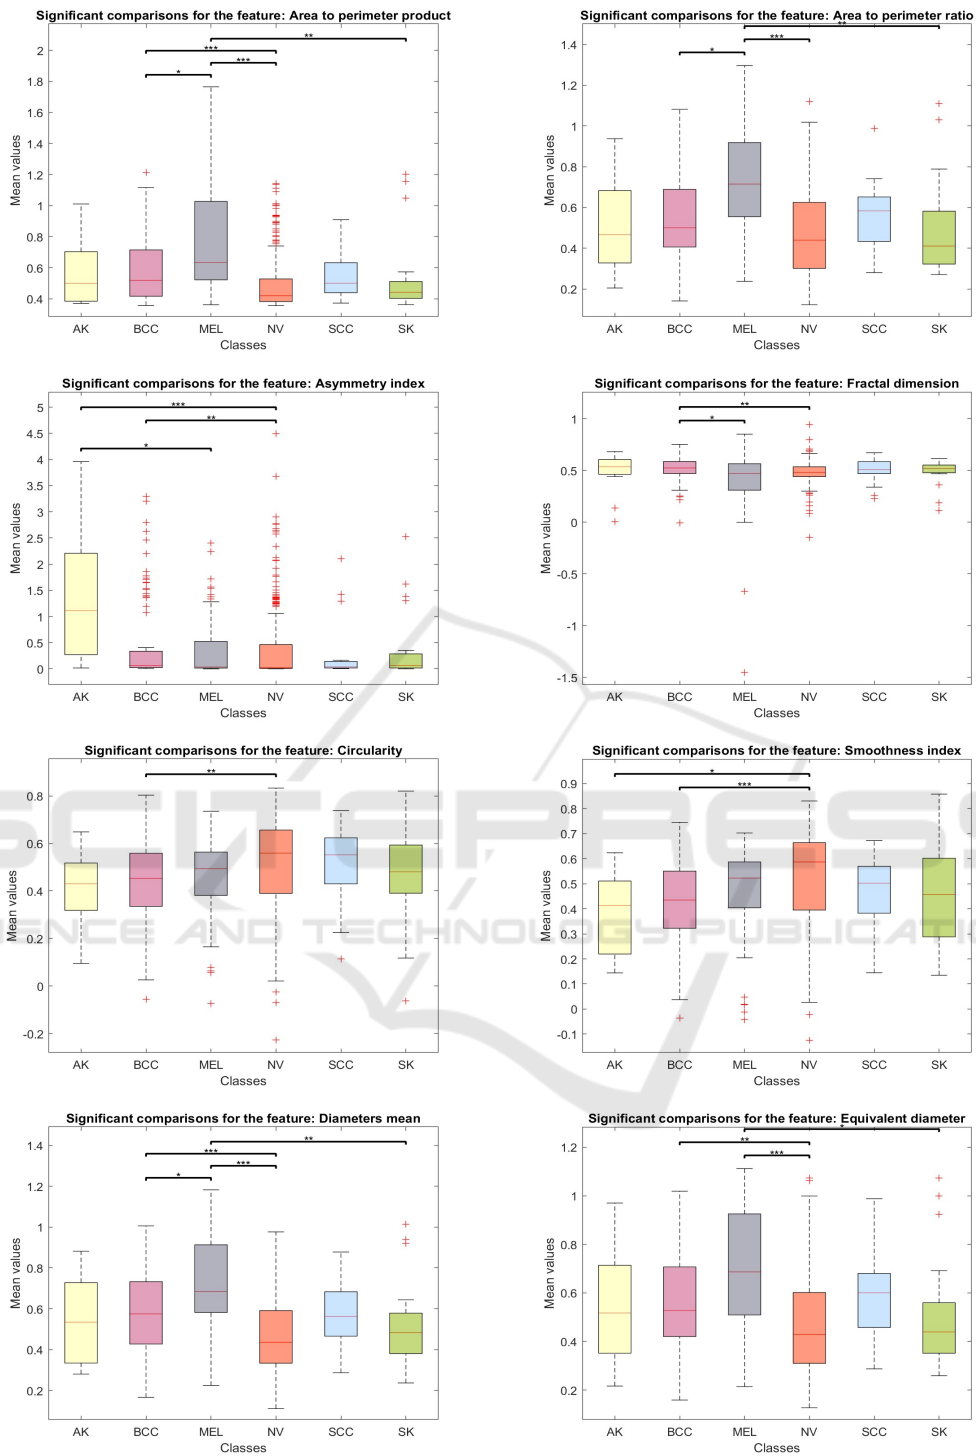 Significant comparisons for the feature: Area to perimeter product
Mean values
2
1.8
1.6
1.4
1.2
1
0.8
0.6
0.4
***
**
***
*
AK BCC MEL NV SCC SK
Classes
Significant comparisons for the feature: Area to perimeter ratio
Mean values
1.4
1.2
1
0.8
0.6
0.4
0.2
**
***
*
AK BCC MEL NV SCC SK
Classes
Significant comparisons for the feature: Asymmetry index
Mean values
5
4.5
4
3.5
3
2.5
2
1.5
1
0.5
0
***
**
*
AK BCC MEL NV SCC SK
Classes
Significant comparisons for the feature: Fractal dimension
Mean values
1
0.5
0
-0.5
-1
-1.5
**
*
AK BCC MEL NV SCC SK
Classes
Significant comparisons for the feature: Circularity
Mean values
0.8
0.6
0.4
0.2
0
-0.2
**
AK BCC MEL NV SCC SK
Classes
Significant comparisons for the feature: Smoothness index
Mean values
0.9
0.8
0.7
0.6
0.5
0.4
0.3
0.2
0.1
0
-0.1
*
***
AK BCC MEL NV SCC SK
Classes
SCITEPRESS
ENCE AND TECHNOLOGY PUBLICATI
Significant comparisons for the feature: Diameters mean
Mean values
1.4
1.2
1
0.8
0.6
0.4
0.2
**
***
***
*
AK BCC MEL NV SCC SK
Classes
Significant comparisons for the feature: Equivalent diameter
Mean values
1.2
1
0.8
0.6
0.4
0.2
*
**
***
AK BCC MEL NV SCC SK
Classes